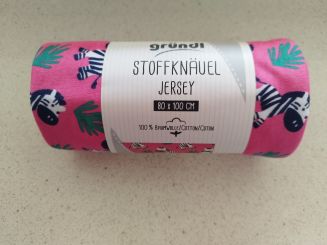 gründl
STOFFKNÄUEL
JERSEY
80 x 100 CM
100 % BAUMWOLLE/COTTON/COTON